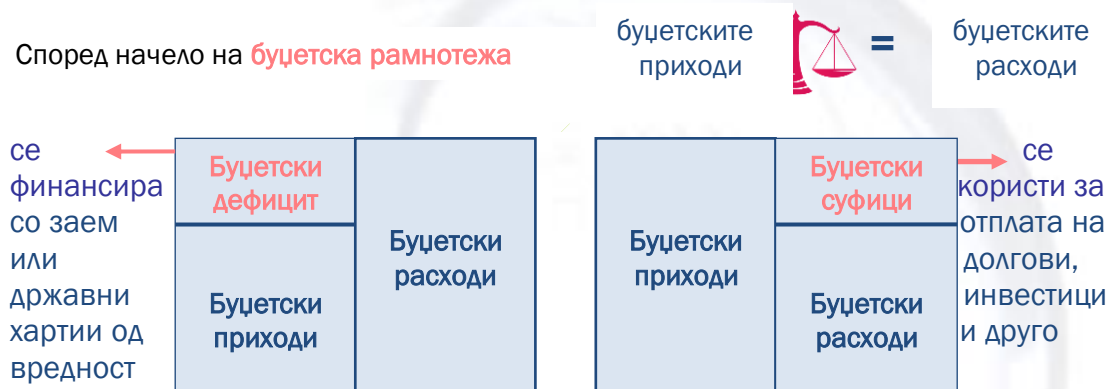 Според начело на буџетска рамнотежа
буџетските
приходи
=
буџетските
расходи
се
финансира
со заем
или
државни
хартии од
вредност
Буџетски
дефицит
Буџетски
приходи
Буџетски
расходи
Буџетски
приходи
Буџетски
суфици
Буџетски
расходи
се
користи за
отплата на
долгови,
инвестици
и друго